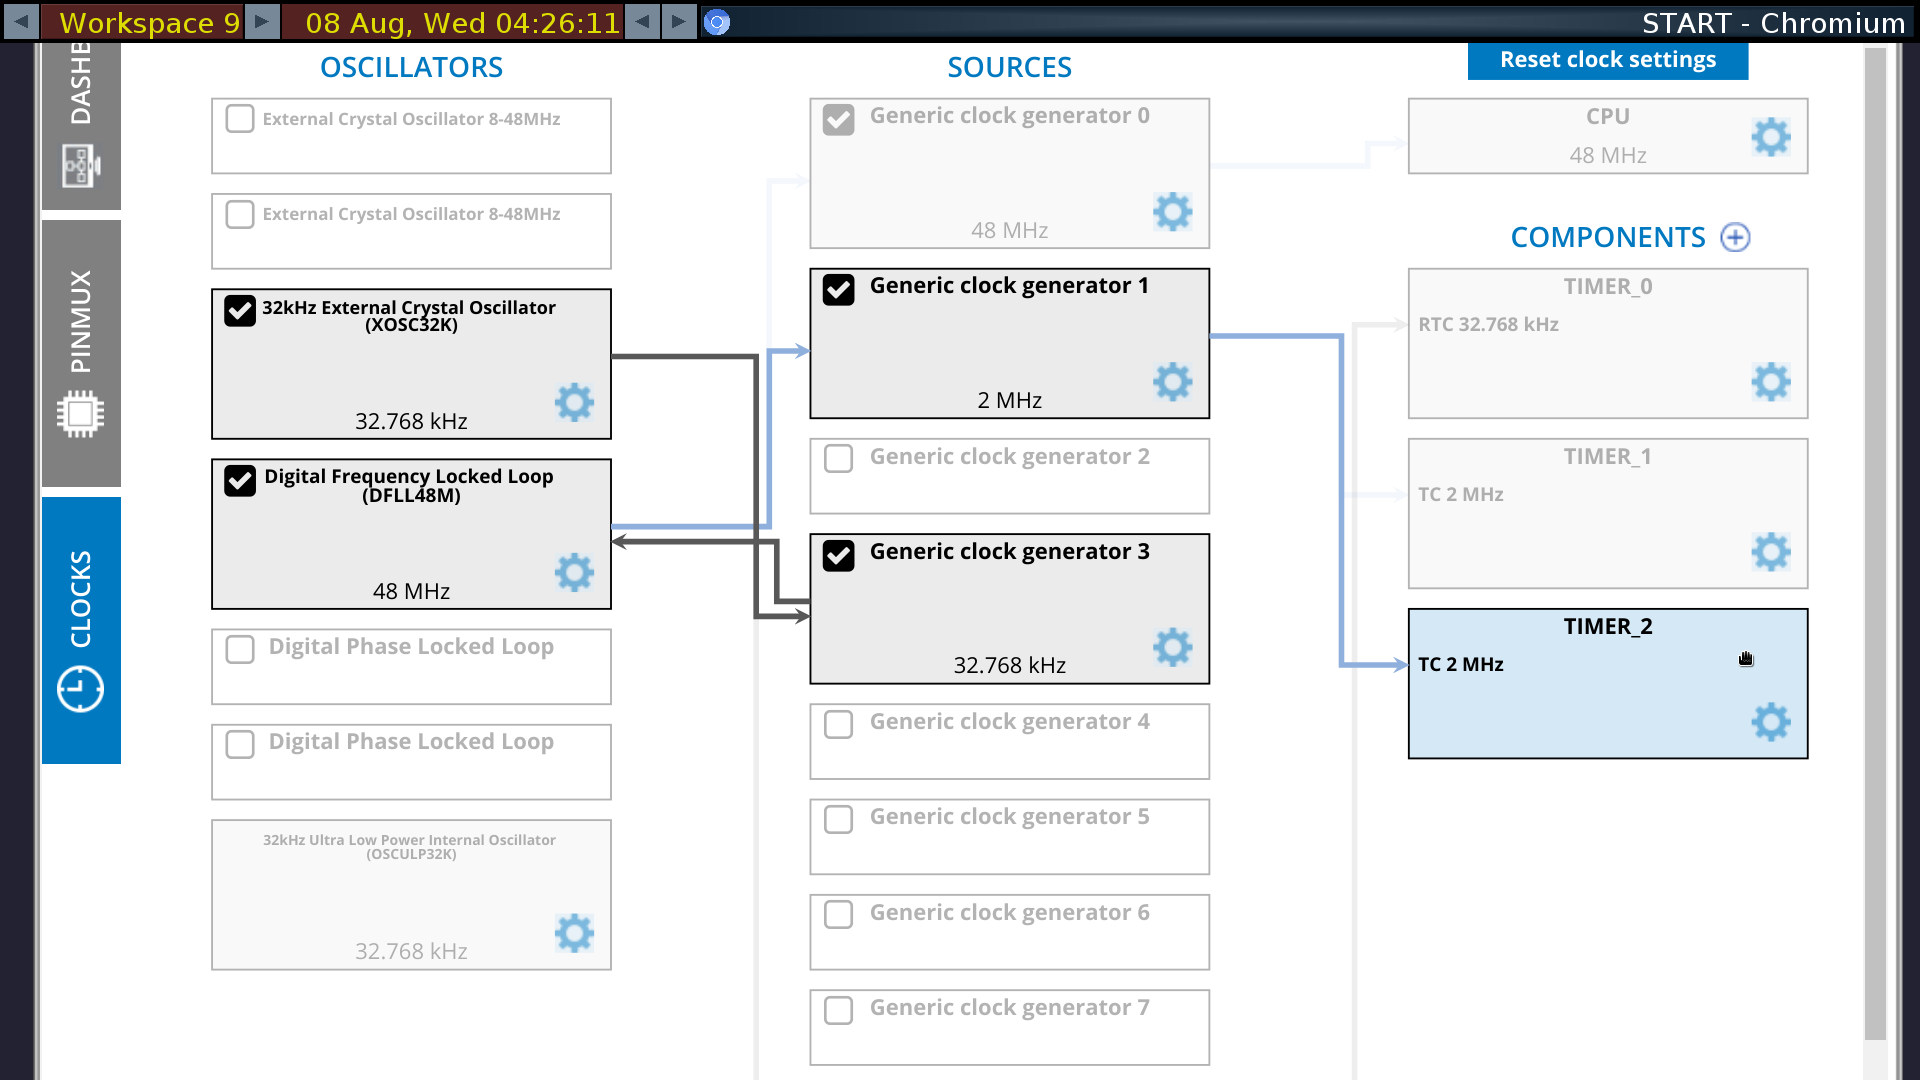 Workspace 9
08 Aug, Wed 04:26:11
START - Chromium
DASHB
PINMUX
CLOCKS
OSCILLATORS
External Crystal Oscillator 8-48MHz
External Crystal Oscillator 8-48MHz
32kHz External Crystal Oscillator
(XOSC32K)
32.768 kHz
Digital Frequency Locked Loop
(DFLL48M)
48 MHz
Digital Phase Locked Loop
Digital Phase Locked Loop
32kHz Ultra Low Power Internal Oscillator
(OSCULP32K)
32.768 kHz
SOURCES
Generic clock generator 0
48 MHz
Generic clock generator 1
2 MHz
Generic clock generator 2
Generic clock generator 3
32.768 kHz
Generic clock generator 4
Generic clock generator 5
Generic clock generator 6
Generic clock generator 7
Reset clock settings
CPU
48 MHz
COMPONENTS
TIMER_0
RTC 32.768 kHz
TIMER_1
TC 2 MHz
TIMER_2
TC 2 MHz